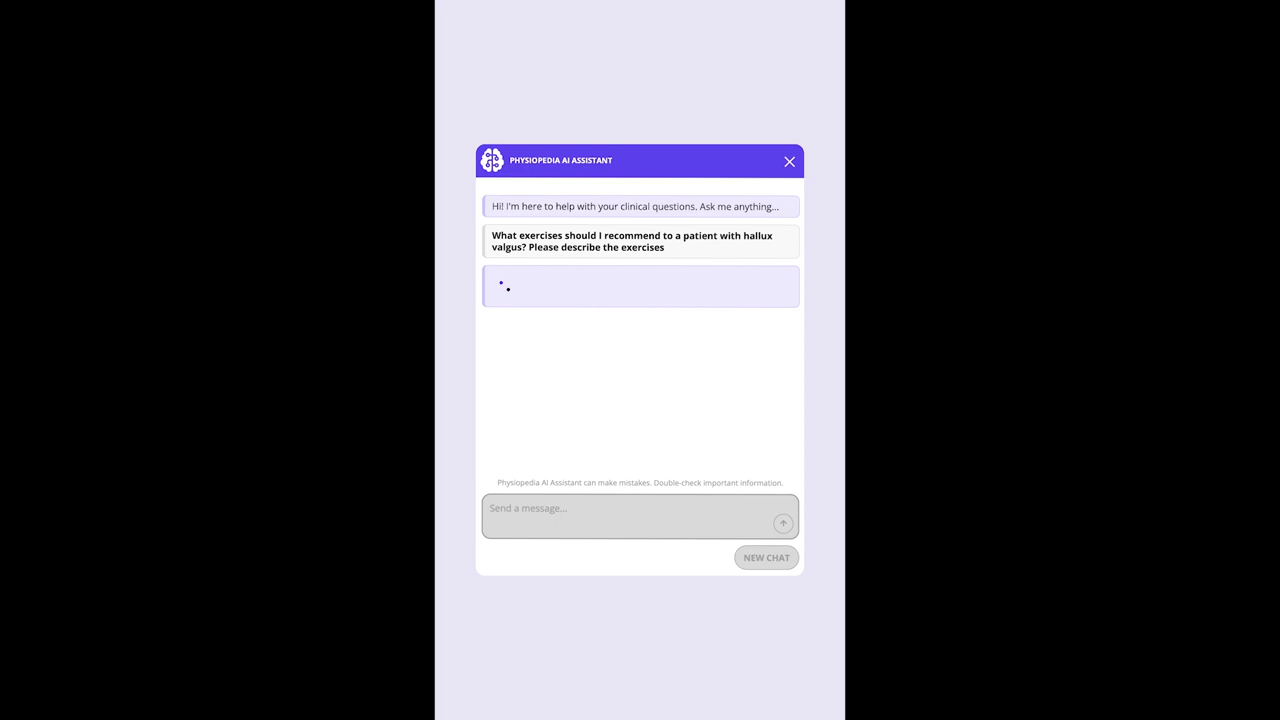 PHYSIOPEDIA AI ASSISTANT
Hi! I'm here to help with your clinical questions. Ask me anything...
What exercises should I recommend to a patient with hallux
valgus? Please describe the exercises
Physiopedia AI Assistant can make mistakes. Double-check important information.
Send a message...
NEW CHAT